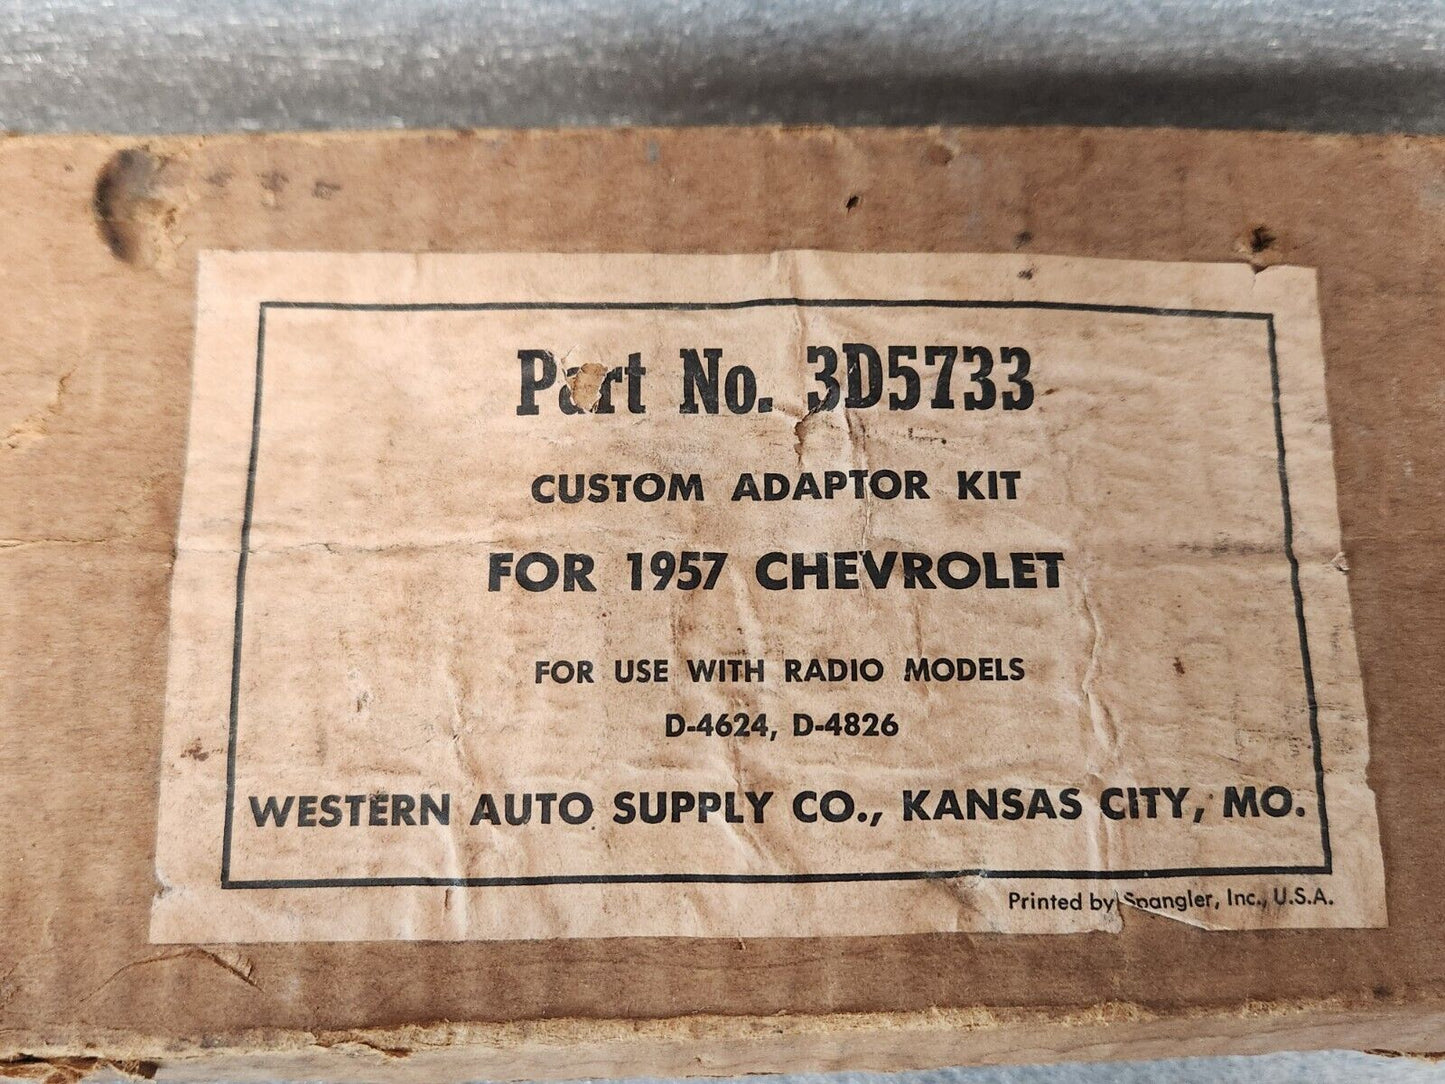 Part No. 3D5733
CUSTOM ADAPTOR KIT
FOR 1957 CHEVROLET
FOR USE WITH RADIO MODELS
D-4624, D-4826
WESTERN AUTO SUPPLY CO., KANSAS CITY, MO.
Printed by Spangler, Inc., U.S.A.